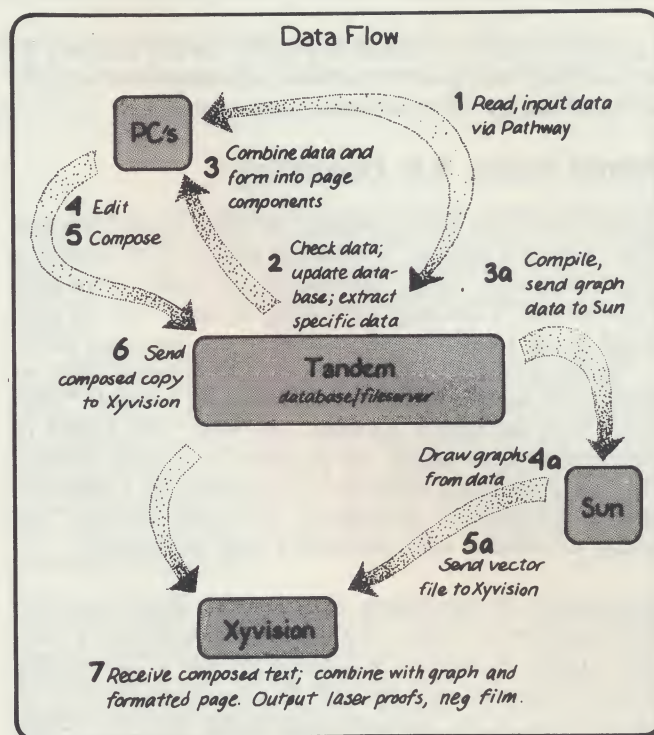 Data Flow
PC's
1 Read, input data
via Pathway
2 Check data;
update data-
base; extract
specific data
3 Combine data and
form into page
components
4 Edit
5 Compose
3a Compile,
send graph
data to Sun
Tandem
database/fileserver
6 Send
composed copy
to Xyvision
Draw graphs 4a
from data
Sun
5a
Send vector
file to Xyvision
Xyvision
7 Receive composed text; combine with graph and
formatted page. Output laser proofs, neg film.